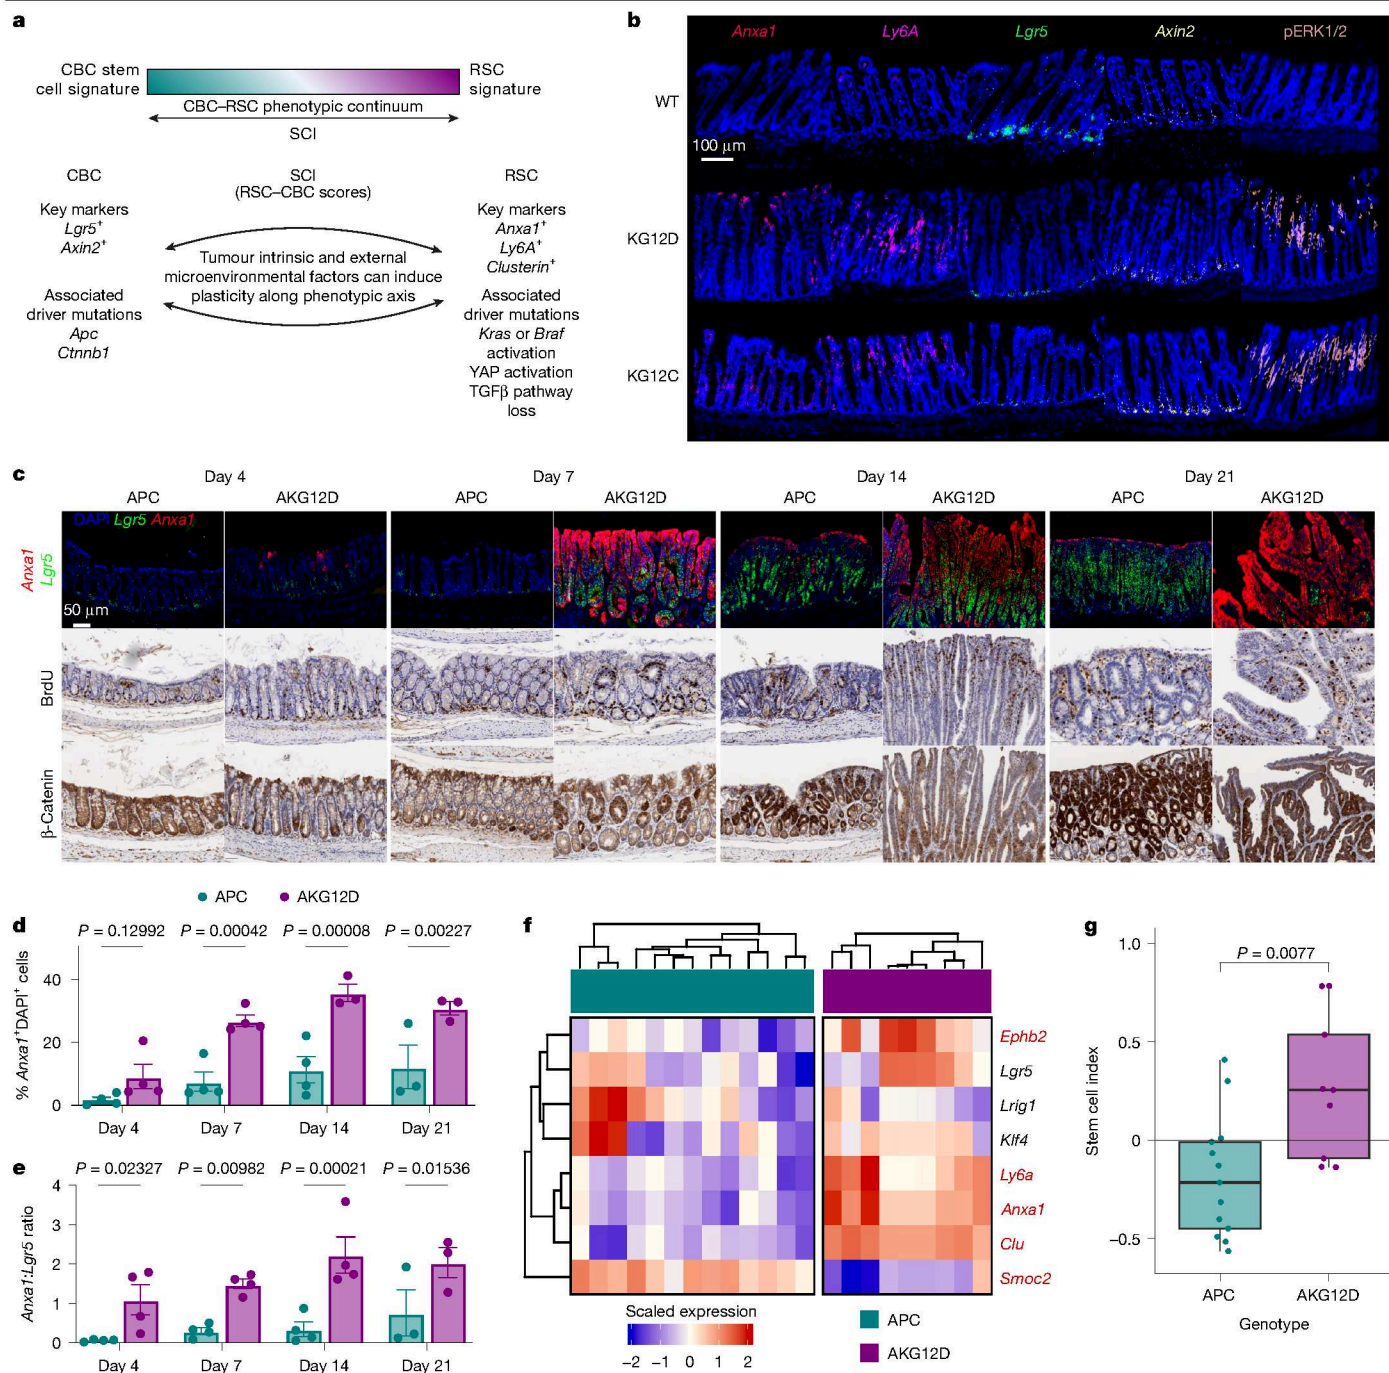 a
CBC stem
cell signature
RSC
signature
CBC–RSC phenotypic continuum
SCI
CBC
SCI
(RSC–CBC scores)
RSC
Key markers
Lgr5+
Axin2+
Key markers
Anxa1+
Ly6A+
Clusterin+
Tumour intrinsic and external
microenvironmental factors can induce
plasticity along phenotypic axis
Associated
driver mutations
Apc
Ctnnb1
Associated
driver mutations
Kras or Braf
activation
YAP activation
TGFβ pathway
loss
b
Anxa1 Ly6A Lgr5 Axin2 pERK1/2
WT
100 μm
KG12D
KG12C
c
Day 4 Day 7 Day 14 Day 21
APC AKG12D APC AKG12D APC AKG12D APC AKG12D
DAPI Lgr5 Anxa1
Anxa1
Lgr5
50 μm
BrdU
β-Catenin
APC AKG12D
d
P = 0.12992 P = 0.00042 P = 0.00008 P = 0.00227
% Anxa1+DAPI+ cells
40
20
0
Day 4 Day 7 Day 14 Day 21
e
P = 0.02327 P = 0.00982 P = 0.00021 P = 0.01536
Anxa1:Lgr5 ratio
4
3
2
1
0
Day 4 Day 7 Day 14 Day 21
f
Ephb2
Lgr5
Lrig1
Klf4
Ly6a
Anxa1
Clu
Smoc2
Scaled expression
−2 −1 0 1 2
APC
AKG12D
g
P = 0.0077
Stem cell index
1.0
0.5
0
−0.5
APC AKG12D
Genotype